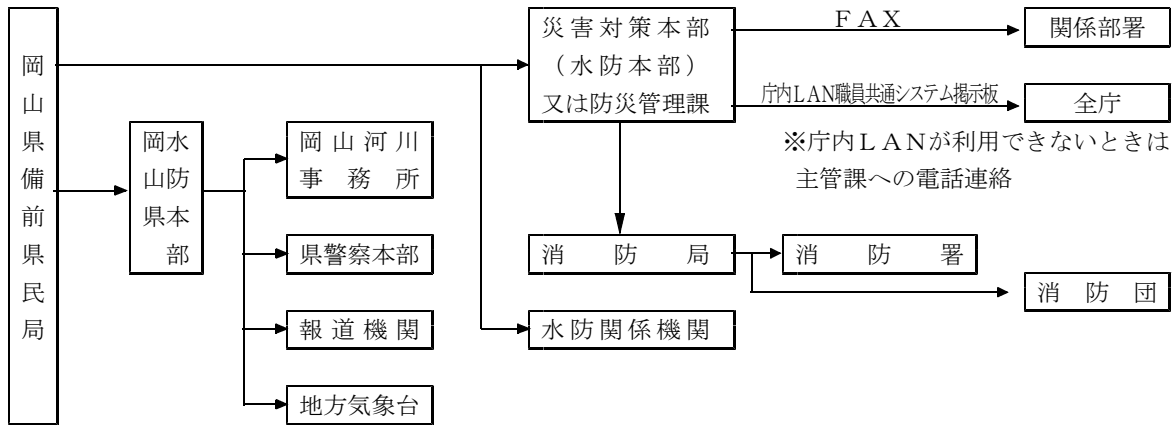 岡山県備前県民局
岡山県
水防本部
岡山河川
事務所
県警察本部
報道機関
地方気象台
災害対策本部
（水防本部）
又は防災管理課
ＦＡＸ
関係部署
庁内ＬＡＮ職員共通システム掲示板
全庁
※庁内ＬＡＮが利用できないときは
主管課への電話連絡
消防局
消防署
消防団
水防関係機関